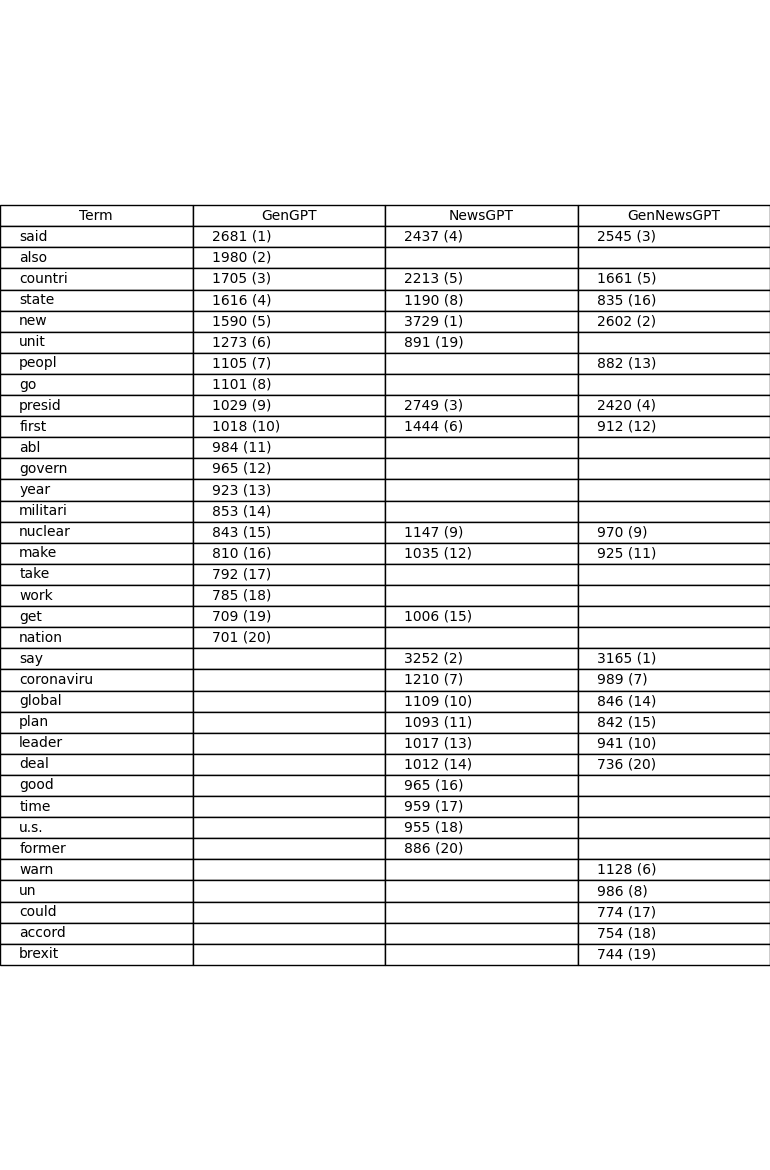 Term GenGPT NewsGPT GenNewsGPT
said 2681 (1) 2437 (4) 2545 (3)
also 1980 (2)
countri 1705 (3) 2213 (5) 1661 (5)
state 1616 (4) 1190 (8) 835 (16)
new 1590 (5) 3729 (1) 2602 (2)
unit 1273 (6) 891 (19)
peopl 1105 (7) 882 (13)
go 1101 (8)
presid 1029 (9) 2749 (3) 2420 (4)
first 1018 (10) 1444 (6) 912 (12)
abl 984 (11)
govern 965 (12)
year 923 (13)
militari 853 (14)
nuclear 843 (15) 1147 (9) 970 (9)
make 810 (16) 1035 (12) 925 (11)
take 792 (17)
work 785 (18)
get 709 (19) 1006 (15)
nation 701 (20)
say 3252 (2) 3165 (1)
coronaviru 1210 (7) 989 (7)
global 1109 (10) 846 (14)
plan 1093 (11) 842 (15)
leader 1017 (13) 941 (10)
deal 1012 (14) 736 (20)
good 965 (16)
time 959 (17)
u.s. 955 (18)
former 886 (20)
warn 1128 (6)
un 986 (8)
could 774 (17)
accord 754 (18)
brexit 744 (19)